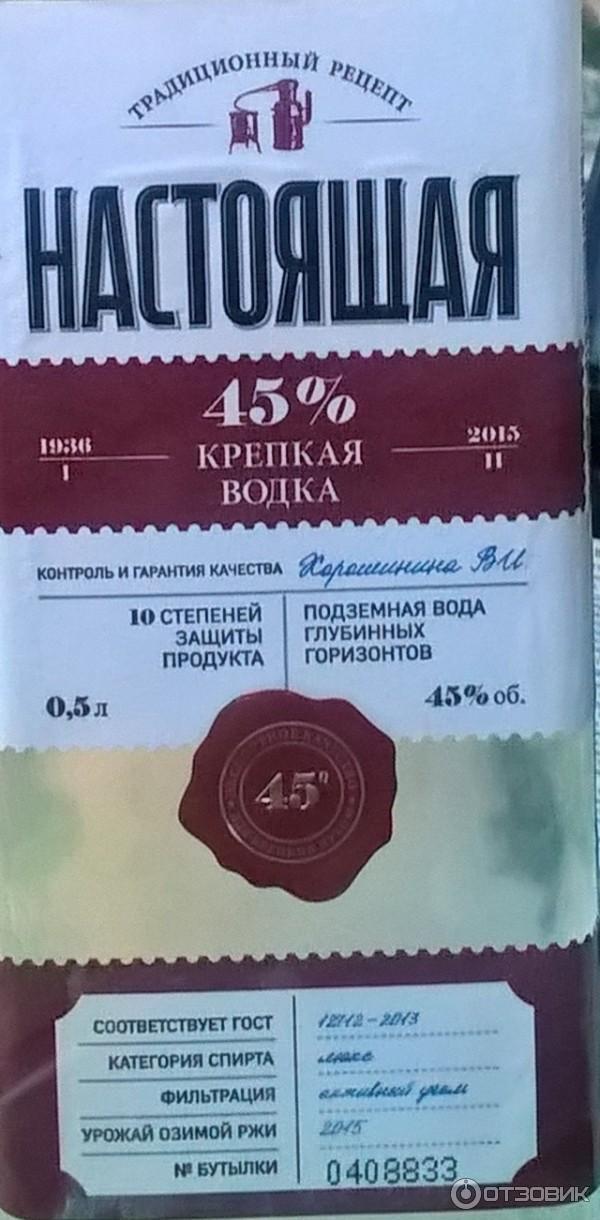 ТРАДИЦИОННЫЙ РЕЦЕПТ
НАСТОЯЩАЯ
45%
КРЕПКАЯ
ВОДКА
1936
I
2015
II
КОНТРОЛЬ И ГАРАНТИЯ КАЧЕСТВА Хорошинина В И
10 СТЕПЕНЕЙ
ЗАЩИТЫ
ПРОДУКТА
ПОДЗЕМНАЯ ВОДА
ГЛУБИННЫХ
ГОРИЗОНТОВ
0,5 л
45% об.
45°
СООТВЕТСТВУЕТ ГОСТ 12712-2013
КАТЕГОРИЯ СПИРТА люкс
ФИЛЬТРАЦИЯ активный уголь
УРОЖАЙ ОЗИМОЙ РЖИ 2015
№ БУТЫЛКИ 0408833
ОТЗОВИК